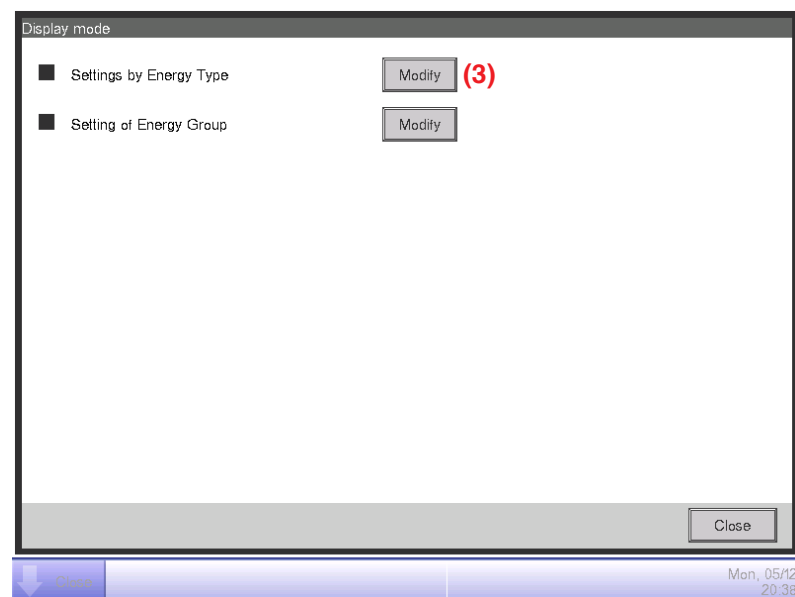 Display mode
Settings by Energy Type Modify (3)
Setting of Energy Group Modify
Close
Close Mon, 05/12
20:38